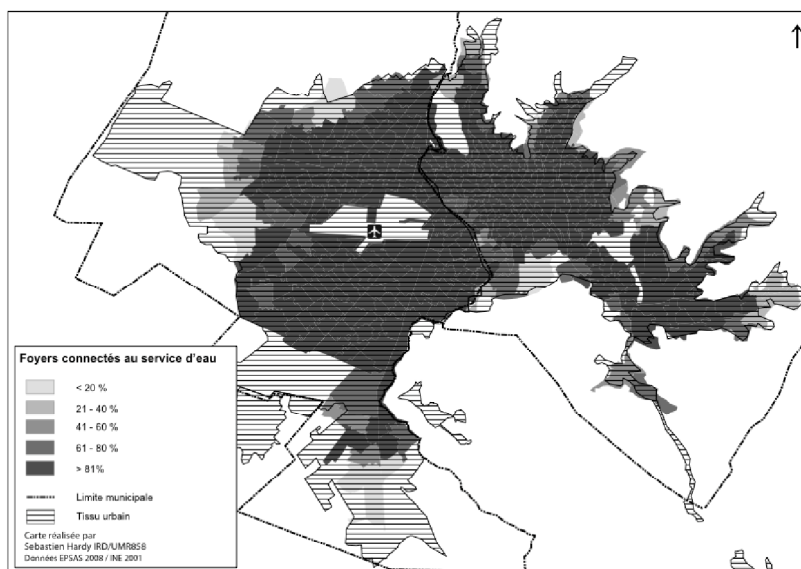 Foyers connectés au service d'eau
< 20 %
21 - 40 %
41 - 60 %
61 - 80 %
> 81%
Limite municipale
Tissu urbain
Carte réalisée par
Sebastien Hardy IRD/UMR8S8
Données EPSAS 2008 / INE 2001